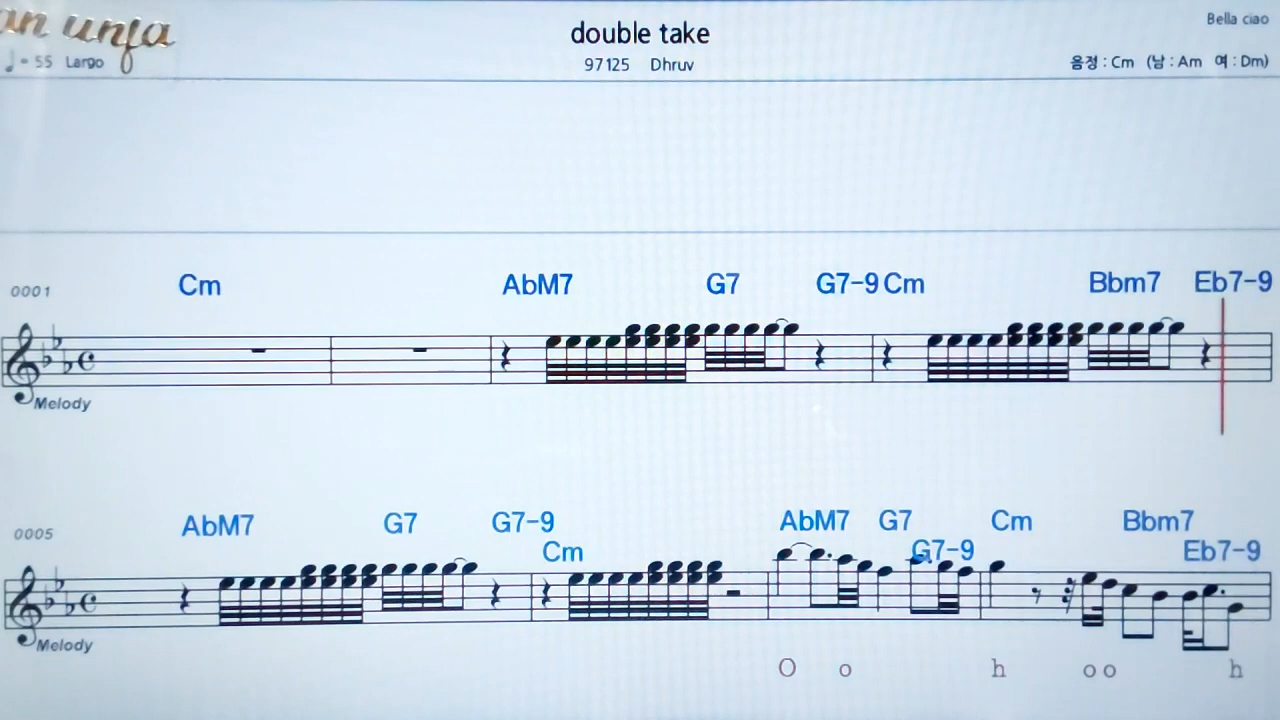 double take
Bella ciao
♩= 55 Largo
97125 Dhruv
음정 : Cm (남 : Am 여 : Dm)
0001 Cm AbM7 G7 G7-9 Cm Bbm7 Eb7-9
Melody
0005 AbM7 G7 G7-9 Cm AbM7 G7 G7-9 Cm Bbm7 Eb7-9
Melody
O o h o o h